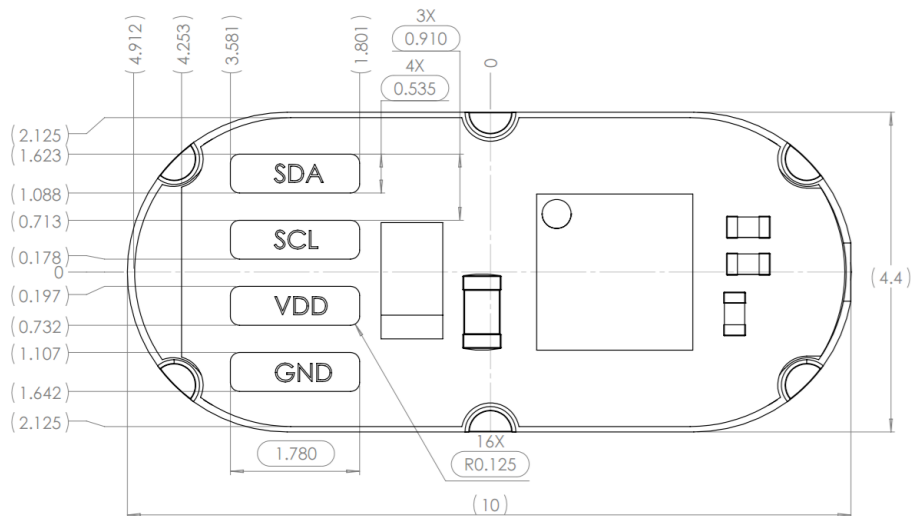 3X
0.910
4X
0.535
(4.912)
(4.253)
(3.581)
(1.801)
0
(2.125)
(1.623)
(1.088)
(0.713)
(0.178)
0
(0.197)
(0.732)
(1.107)
(1.642)
(2.125)
SDA
SCL
VDD
GND
(4.4)
1.780
16X
R0.125
(10)